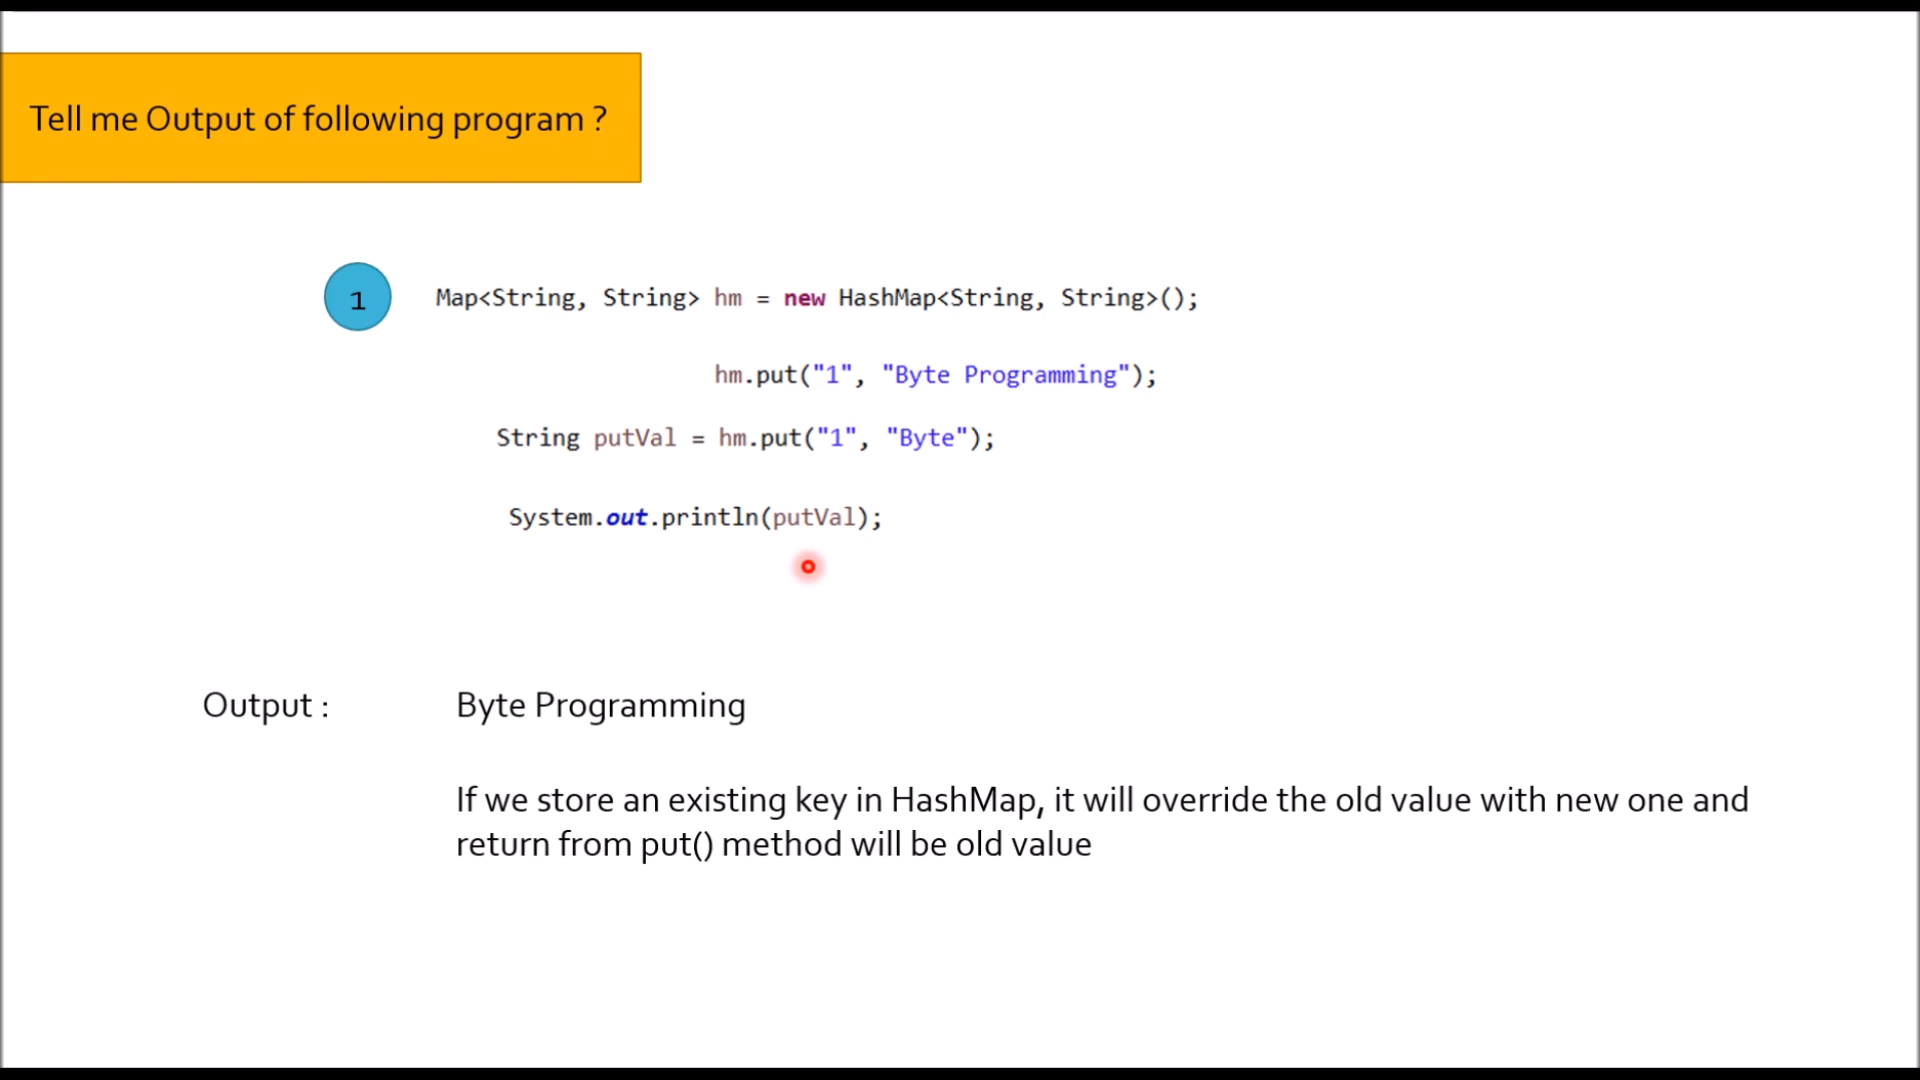 Tell me Output of following program ?
1
Map<String, String> hm = new HashMap<String, String>();
hm.put("1", "Byte Programming");
String putVal = hm.put("1", "Byte");
System.out.println(putVal);
Output : Byte Programming
If we store an existing key in HashMap, it will override the old value with new one and
return from put() method will be old value